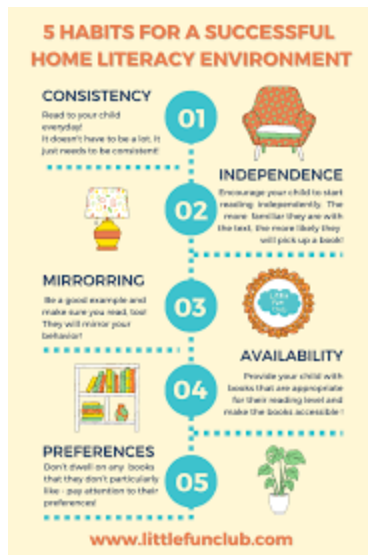 5 HABITS FOR A SUCCESSFUL
HOME LITERACY ENVIRONMENT
CONSISTENCY
Read to your child
everyday!
It doesn't have to be a lot, it
just needs to be consistent!
01
INDEPENDENCE
Encourage your child to start
reading independently. The
more familiar they are with
the text, the more likely they
will pick up a book!
02
MIRRORRING
Be a good example and
make sure you read, too!
They will mirror your
behavior!
03
LITTLE
FUN
CLUB
AVAILABILITY
Provide your child with
books that are appropriate
for their reading level and
make the books accessible!
04
PREFERENCES
Don't dwell on any books
that they don't particularly
like - pay attention to their
preferences!
05
www.littlefunclub.com